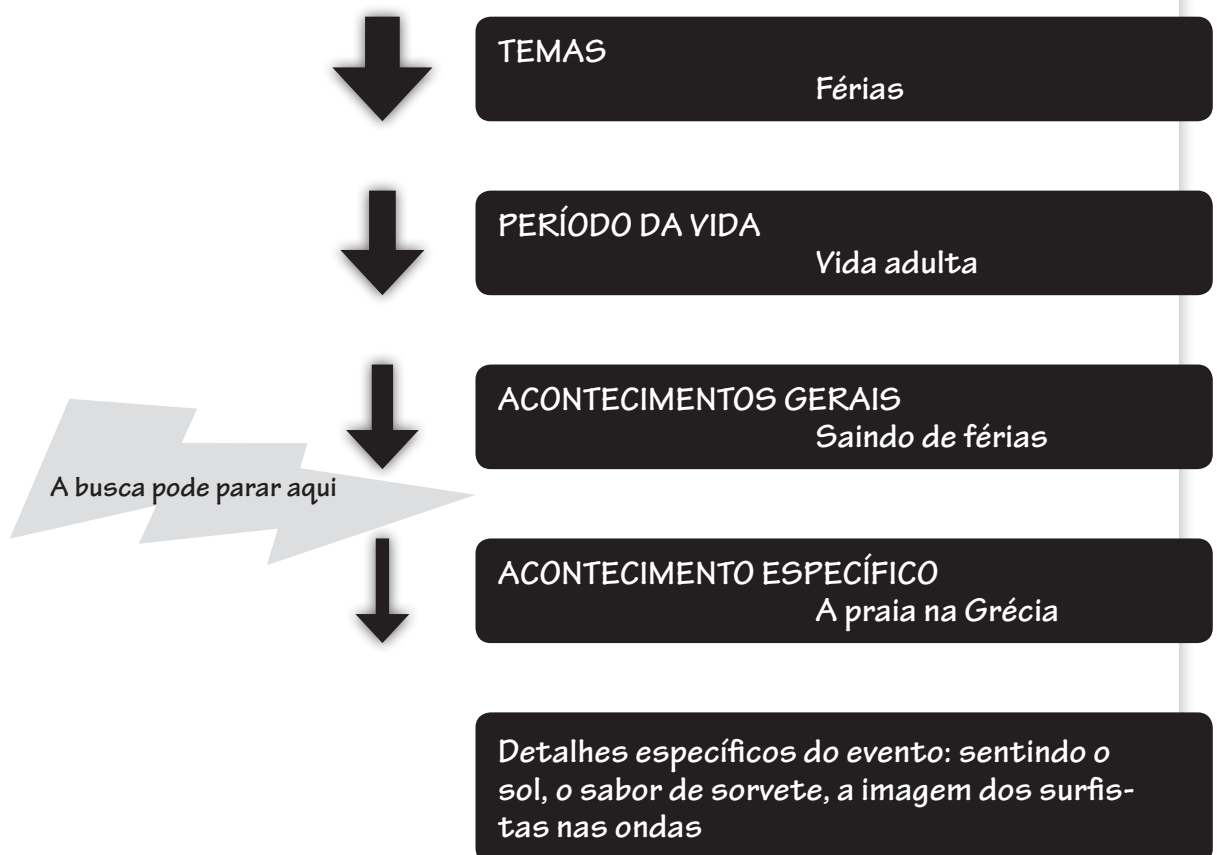 TEMAS
Férias
PERÍODO DA VIDA
Vida adulta
ACONTECIMENTOS GERAIS
Saindo de férias
A busca pode parar aqui
ACONTECIMENTO ESPECÍFICO
A praia na Grécia
Detalhes específicos do evento: sentindo o
sol, o sabor de sorvete, a imagem dos surfis-
tas nas ondas